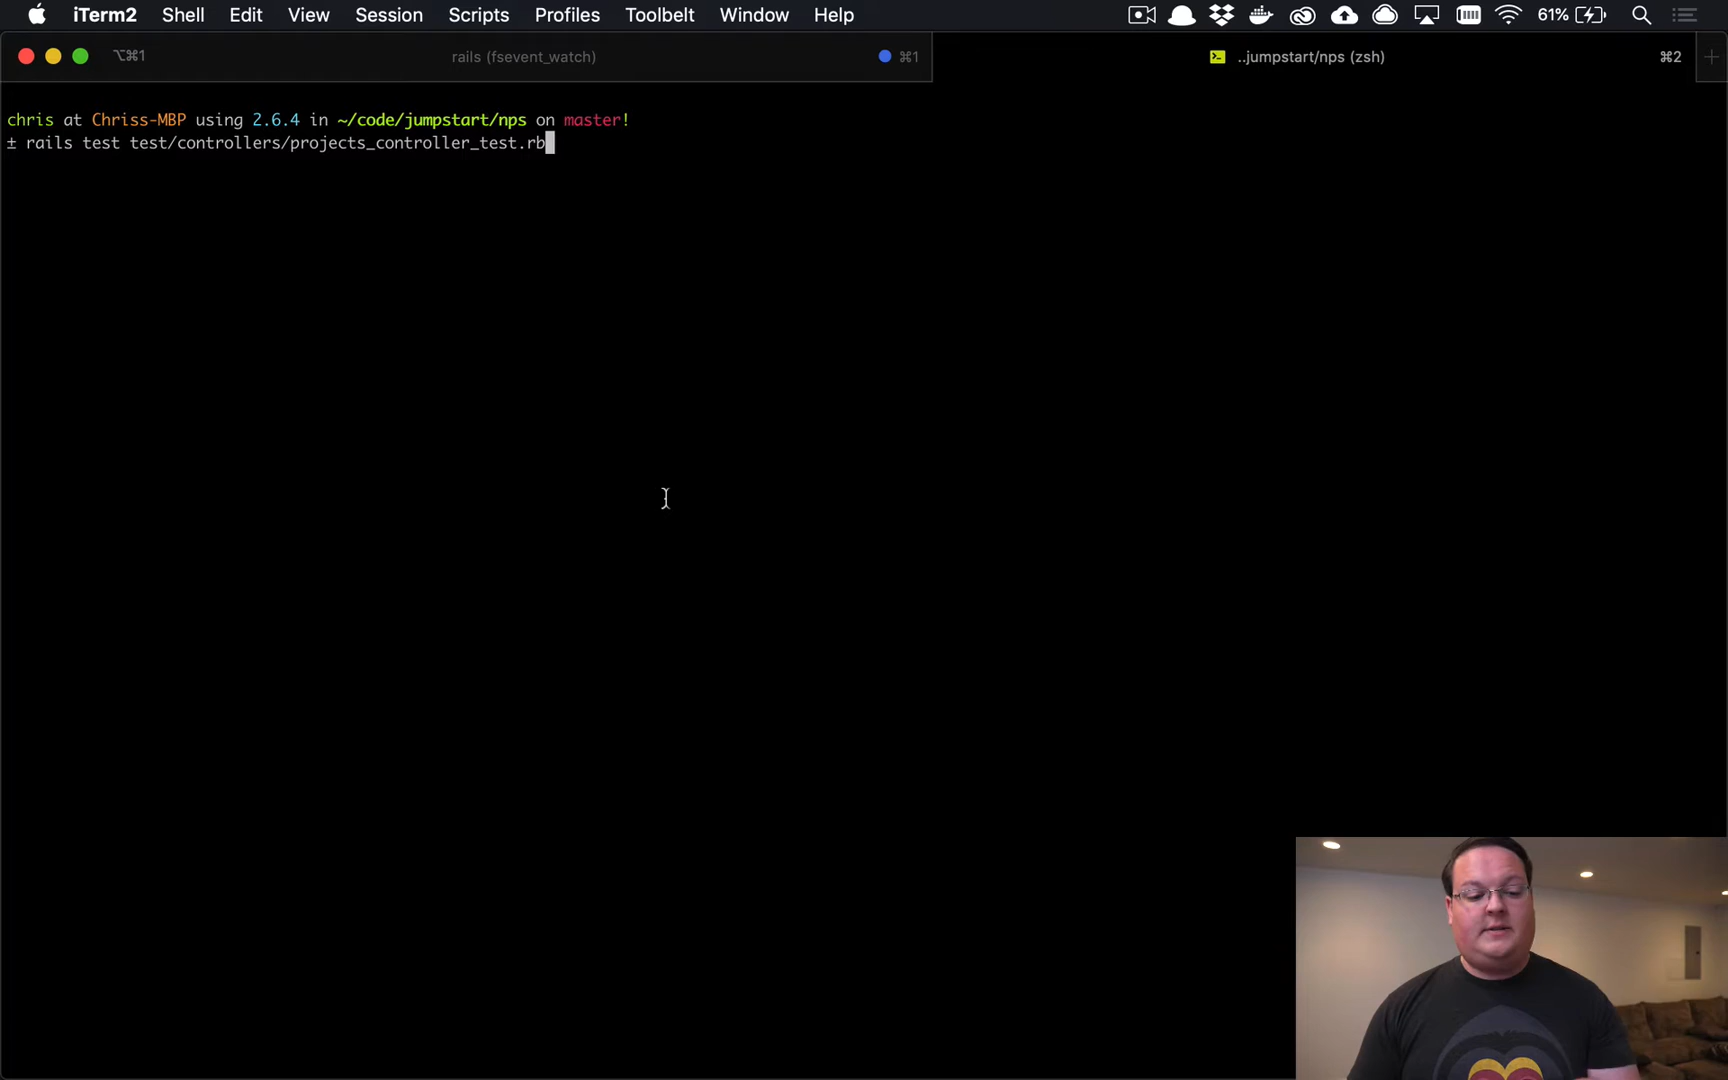 iTerm2 Shell Edit View Session Scripts Profiles Toolbelt Window Help 61%
⌥⌘1 rails (fsevent_watch) ⌘1 ..jumpstart/nps (zsh) ⌘2
chris at Chriss-MBP using 2.6.4 in ~/code/jumpstart/nps on master!
± rails test test/controllers/projects_controller_test.rb